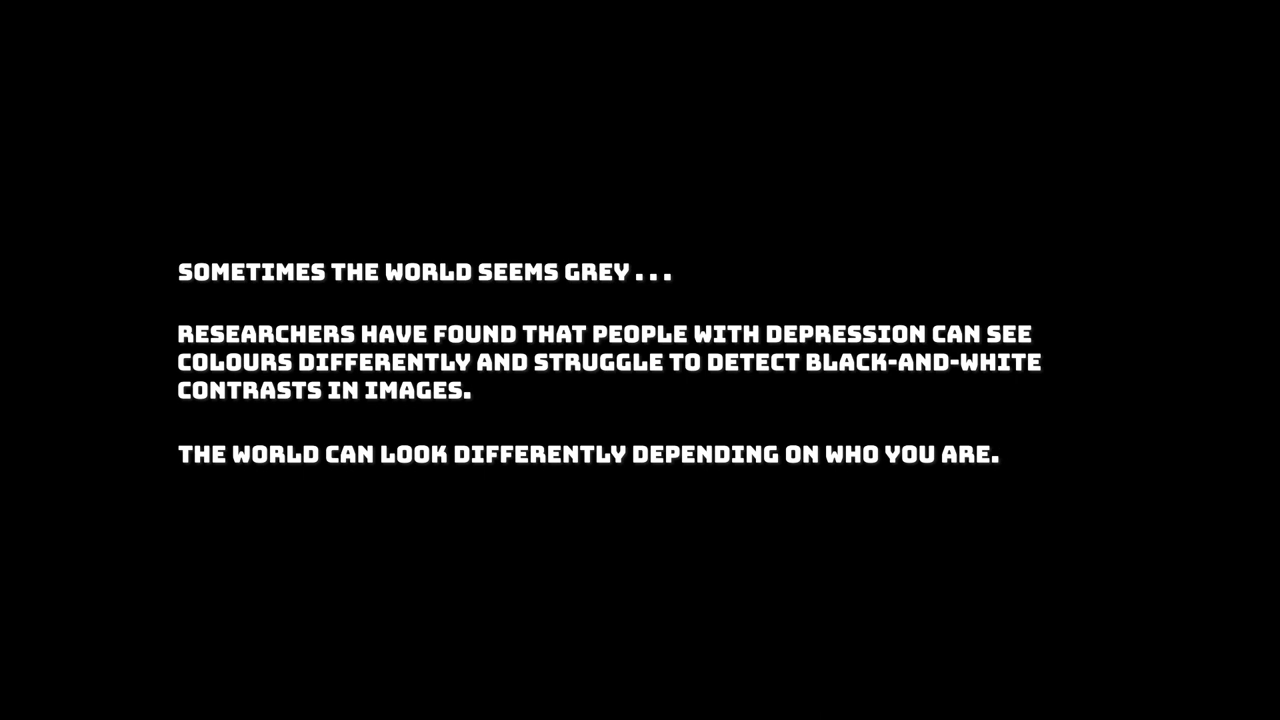 SOMETIMES THE WORLD SEEMS GREY . . .
RESEARCHERS HAVE FOUND THAT PEOPLE WITH DEPRESSION CAN SEE
COLOURS DIFFERENTLY AND STRUGGLE TO DETECT BLACK-AND-WHITE
CONTRASTS IN IMAGES.
THE WORLD CAN LOOK DIFFERENTLY DEPENDING ON WHO YOU ARE.